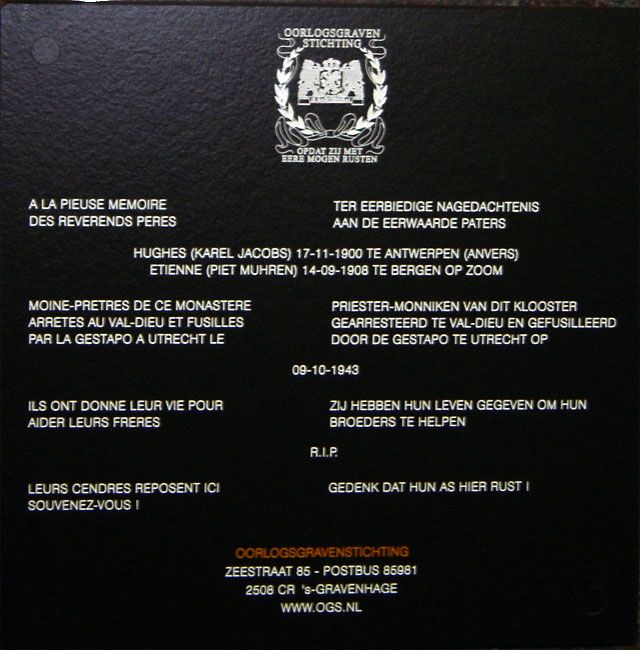 OORLOGSGRAVEN
STICHTING
OPDAT ZIJ MET
EERE MOGEN RUSTEN
A LA PIEUSE MEMOIRE
DES REVERENDS PERES
TER EERBIEDIGE NAGEDACHTENIS
AAN DE EERWAARDE PATERS
HUGHES (KAREL JACOBS) 17-11-1900 TE ANTWERPEN (ANVERS)
ETIENNE (PIET MUHREN) 14-09-1908 TE BERGEN OP ZOOM
MOINE-PRETRES DE CE MONASTERE
ARRETES AU VAL-DIEU ET FUSILLES
PAR LA GESTAPO A UTRECHT LE
PRIESTER-MONNIKEN VAN DIT KLOOSTER
GEARRESTEERD TE VAL-DIEU EN GEFUSILLEERD
DOOR DE GESTAPO TE UTRECHT OP
09-10-1943
ILS ONT DONNE LEUR VIE POUR
AIDER LEURS FRERES
ZIJ HEBBEN HUN LEVEN GEGEVEN OM HUN
BROEDERS TE HELPEN
R.I.P.
LEURS CENDRES REPOSENT ICI
SOUVENEZ-VOUS !
GEDENK DAT HUN AS HIER RUST !
OORLOGSGRAVENSTICHTING
ZEESTRAAT 85 - POSTBUS 85981
2508 CR 's-GRAVENHAGE
WWW.OGS.NL